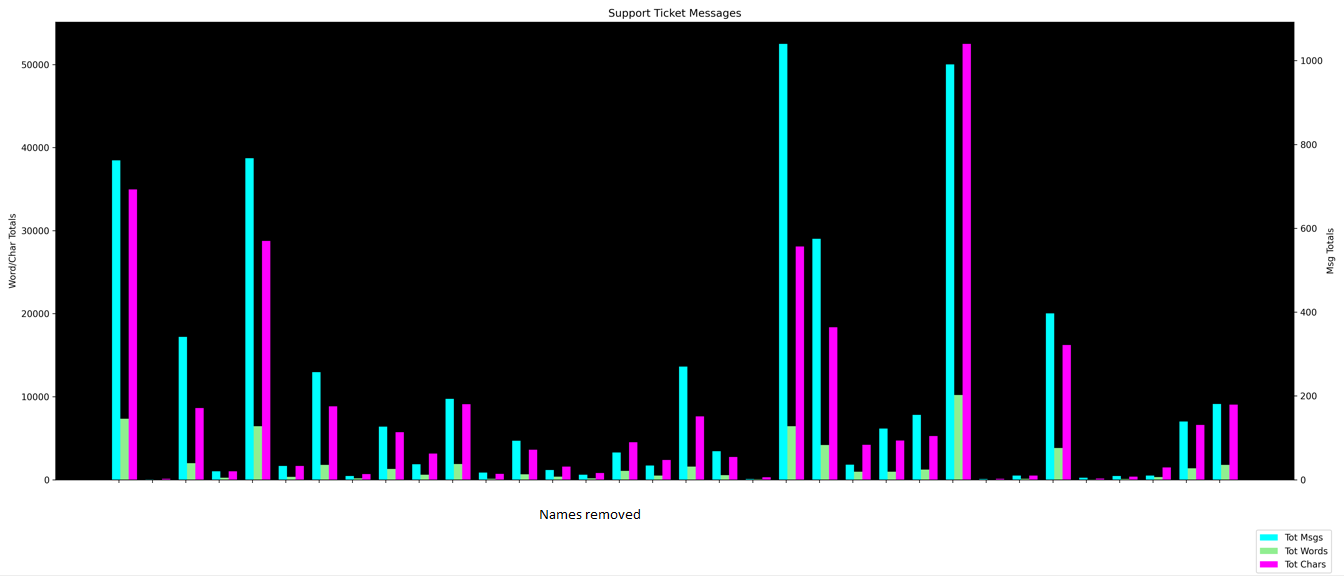 Support Ticket Messages
50000
40000
30000
20000
10000
0
Word/Char Totals
1000
800
600
400
200
0
Msg Totals
Names removed
Tot Msgs
Tot Words
Tot Chars